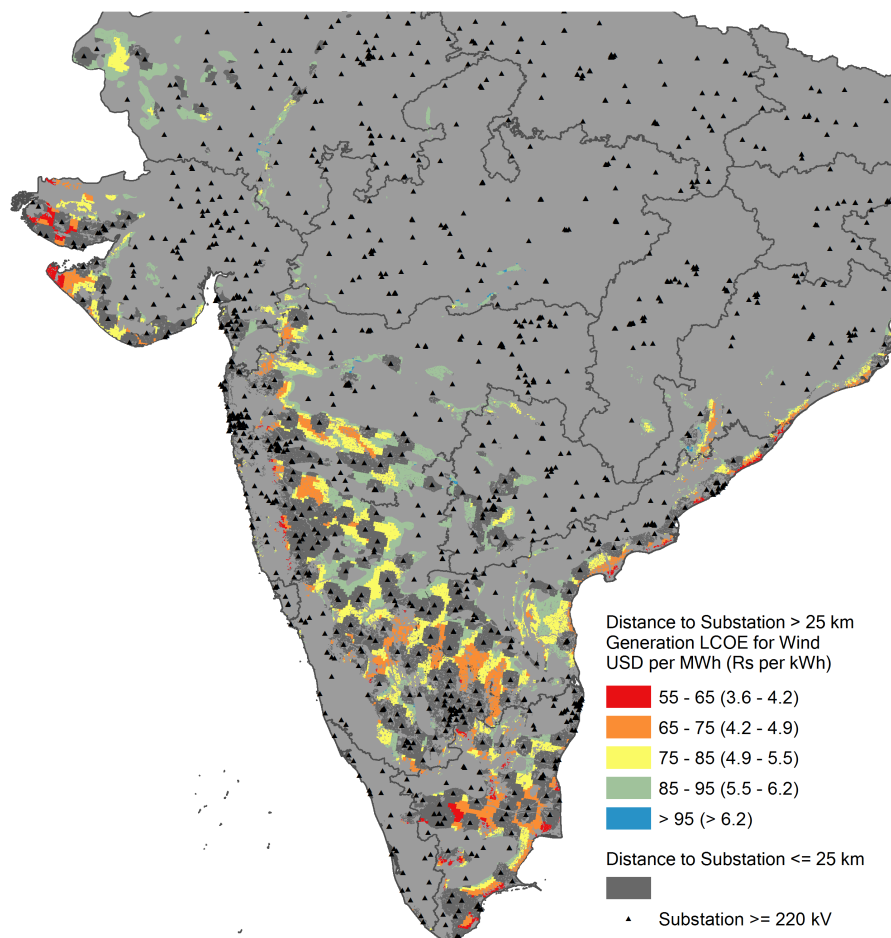 Distance to Substation > 25 km
Generation LCOE for Wind
USD per MWh (Rs per kWh)
55 - 65 (3.6 - 4.2)
65 - 75 (4.2 - 4.9)
75 - 85 (4.9 - 5.5)
85 - 95 (5.5 - 6.2)
> 95 (> 6.2)
Distance to Substation <= 25 km
Substation >= 220 kV